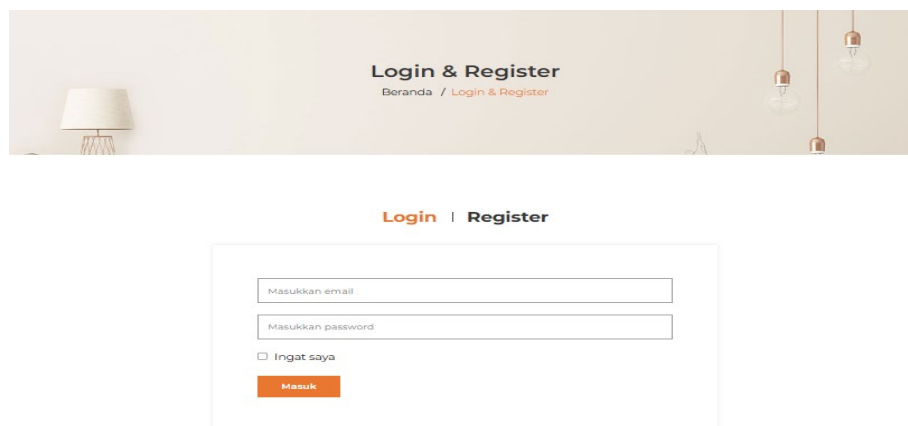 Login & Register
Beranda / Login & Register
Login | Register
Masukkan email
Masukkan password
Ingat saya
Masuk